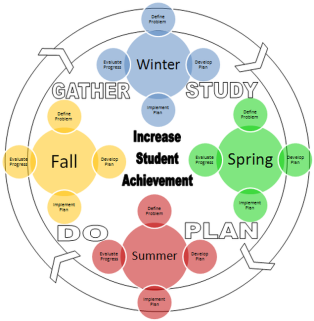 Define
Problem
Evaluate
Progress
Winter
Develop
Plan
Implement
Plan
GATHER
STUDY
Define
Problem
Evaluate
Progress
Fall
Develop
Plan
Implement
Plan
Increase
Student
Achievement
Define
Problem
Evaluate
Progress
Spring
Develop
Plan
Implement
Plan
DO
PLAN
Define
Problem
Evaluate
Progress
Summer
Develop
Plan
Implement
Plan